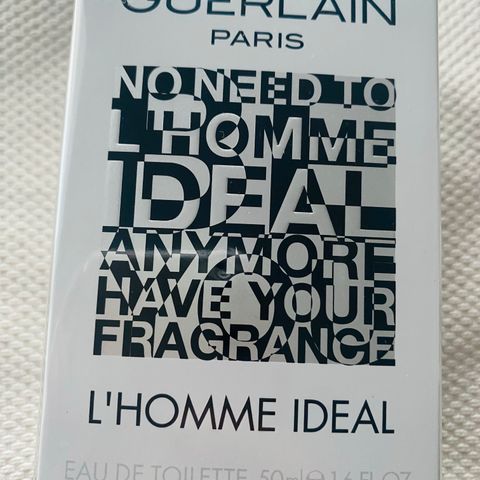 GUERLAIN
PARIS
NO NEED TO
L'HOMME
IDEAL
ANYMORE
HAVE YOUR
FRAGRANCE
L'HOMME IDEAL
EAU DE TOILETTE 50ml ℮ 1.6 FL.OZ